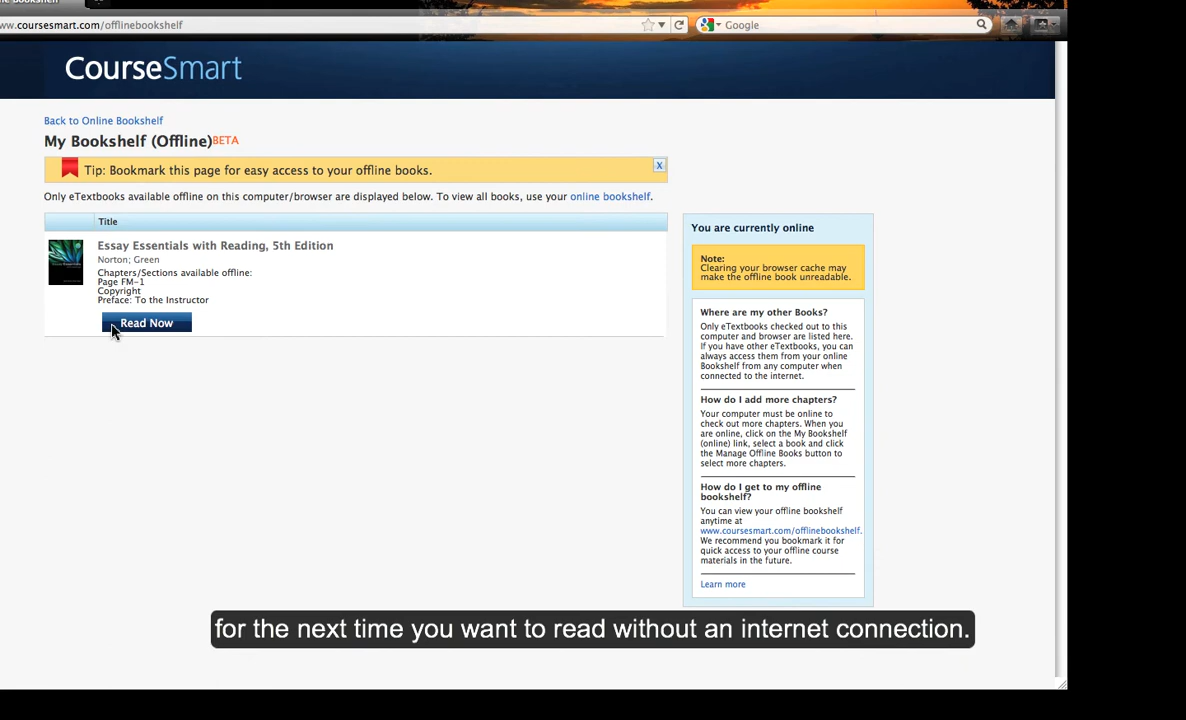 www.coursesmart.com/offlinebookshelf
Google
CourseSmart
Back to Online Bookshelf
My Bookshelf (Offline)BETA
Tip: Bookmark this page for easy access to your offline books.
X
Only eTextbooks available offline on this computer/browser are displayed below. To view all books, use your online bookshelf.
Title
Essay Essentials with Reading, 5th Edition
Norton; Green
Chapters/Sections available offline:
Page FM-1
Copyright
Preface: To the Instructor
Read Now
You are currently online
Note:
Clearing your browser cache may
make the offline book unreadable.
Where are my other Books?
Only eTextbooks checked out to this
computer and browser are listed here.
If you have other eTextbooks, you can
always access them from your online
Bookshelf from any computer when
connected to the internet.
How do I add more chapters?
Your computer must be online to
check out more chapters. When you
are online, click on the My Bookshelf
(online) link, select a book and click
the Manage Offline Books button to
select more chapters.
How do I get to my offline
bookshelf?
You can view your offline bookshelf
anytime at
www.coursesmart.com/offlinebookshelf.
We recommend you bookmark it for
quick access to your offline course
materials in the future.
Learn more
for the next time you want to read without an internet connection.